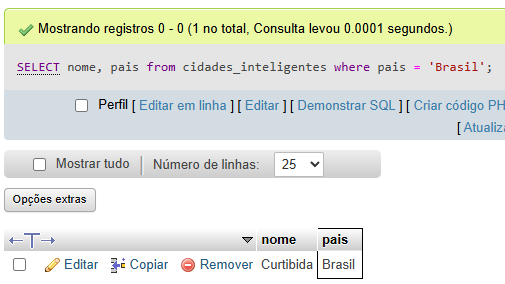 Mostrando registros 0 - 0 (1 no total, Consulta levou 0.0001 segundos.)
SELECT nome, pais from cidades_inteligentes where pais = 'Brasil';
Perfil [ Editar em linha ] [ Editar ] [ Demonstrar SQL ] [ Criar código PH
[ Atualiza
Mostrar tudo | Número de linhas: 25
Opções extras
←T→ nome pais
Editar Copiar Remover Curtibida Brasil